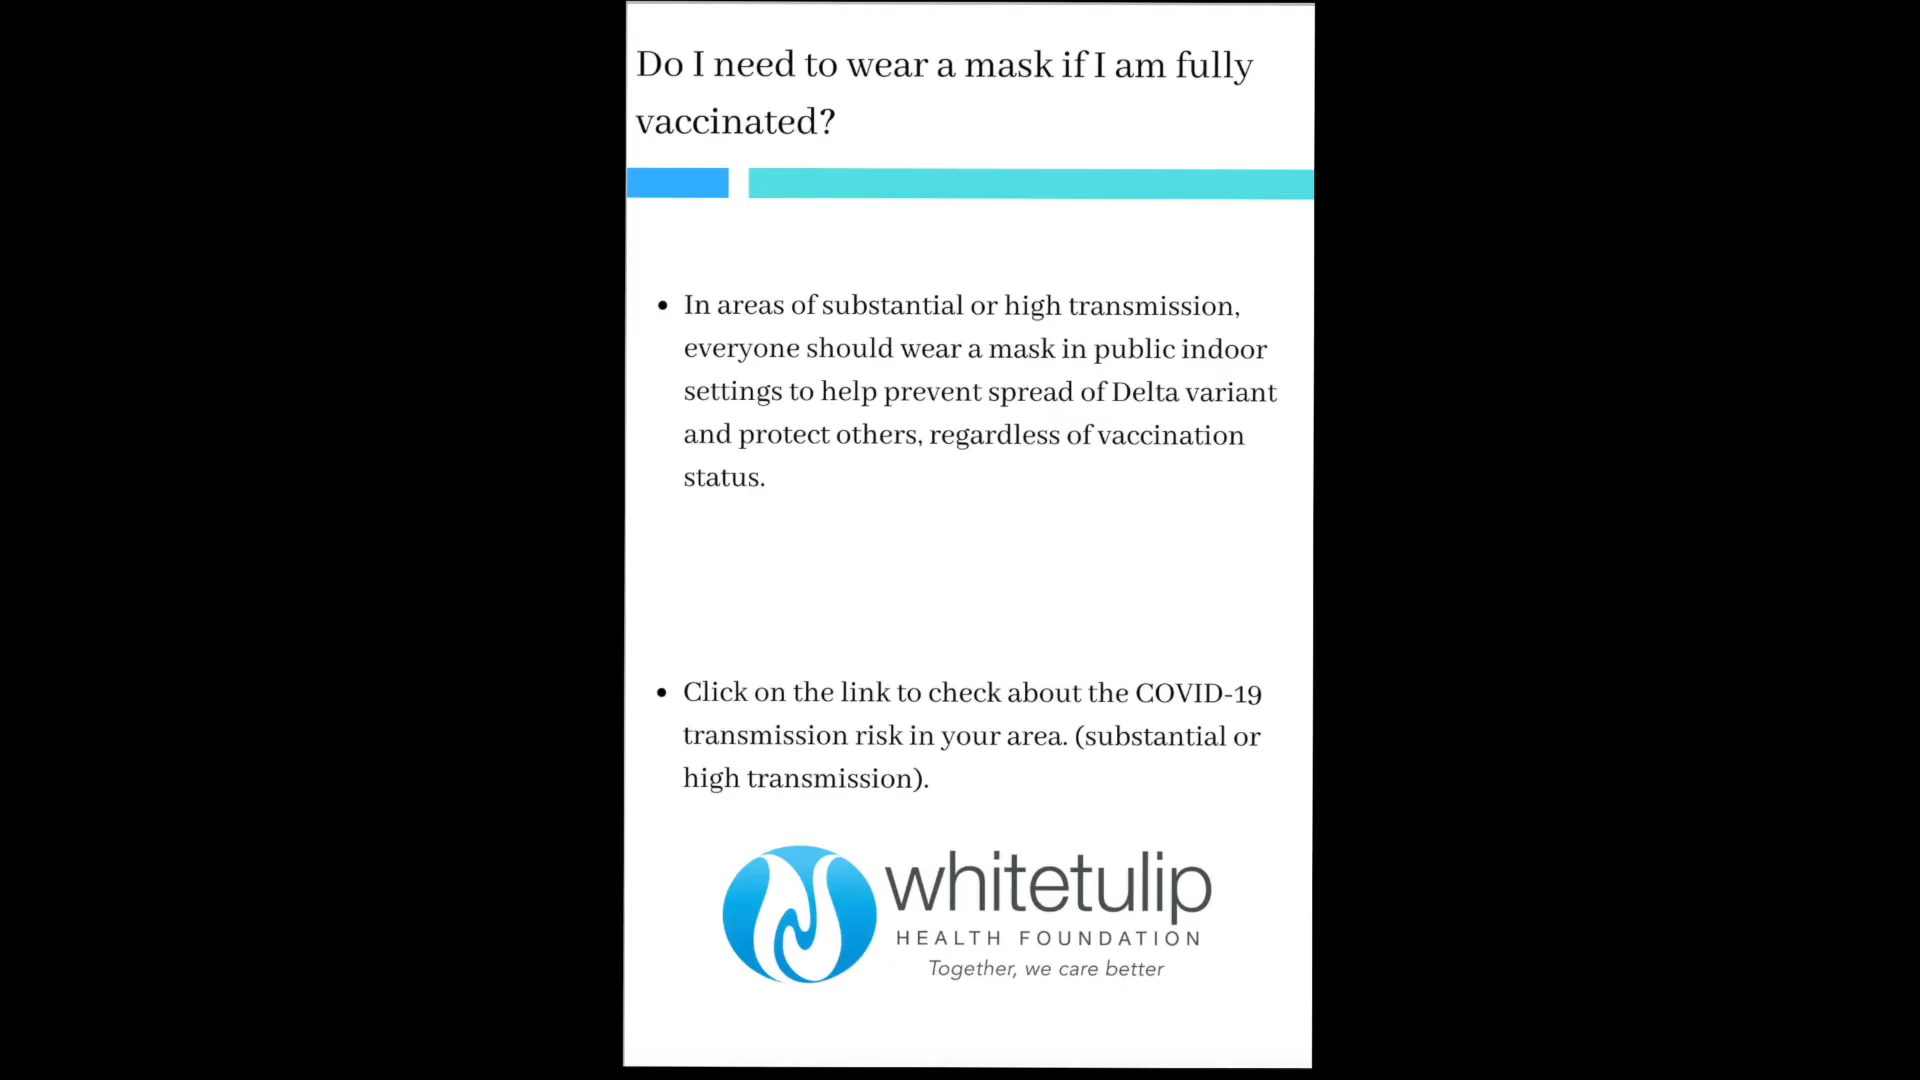 Do I need to wear a mask if I am fully
vaccinated?
• In areas of substantial or high transmission,
everyone should wear a mask in public indoor
settings to help prevent spread of Delta variant
and protect others, regardless of vaccination
status.
• Click on the link to check about the COVID-19
transmission risk in your area. (substantial or
high transmission).
whitetulip
HEALTH FOUNDATION
Together, we care better